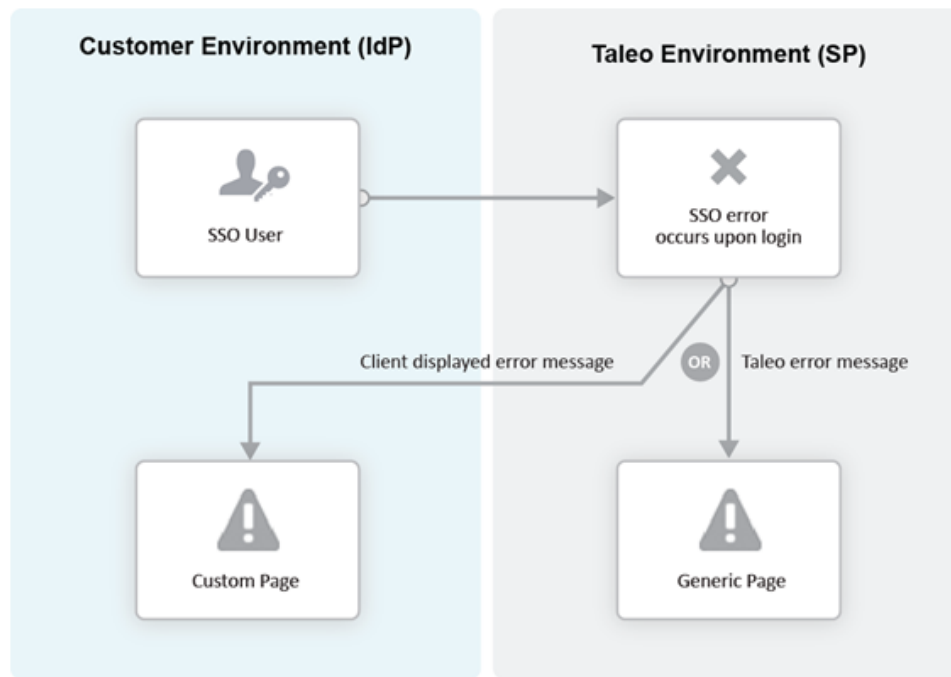 Customer Environment (IdP)
Taleo Environment (SP)
SSO User
SSO error
occurs upon login
Client displayed error message
OR
Taleo error message
Custom Page
Generic Page